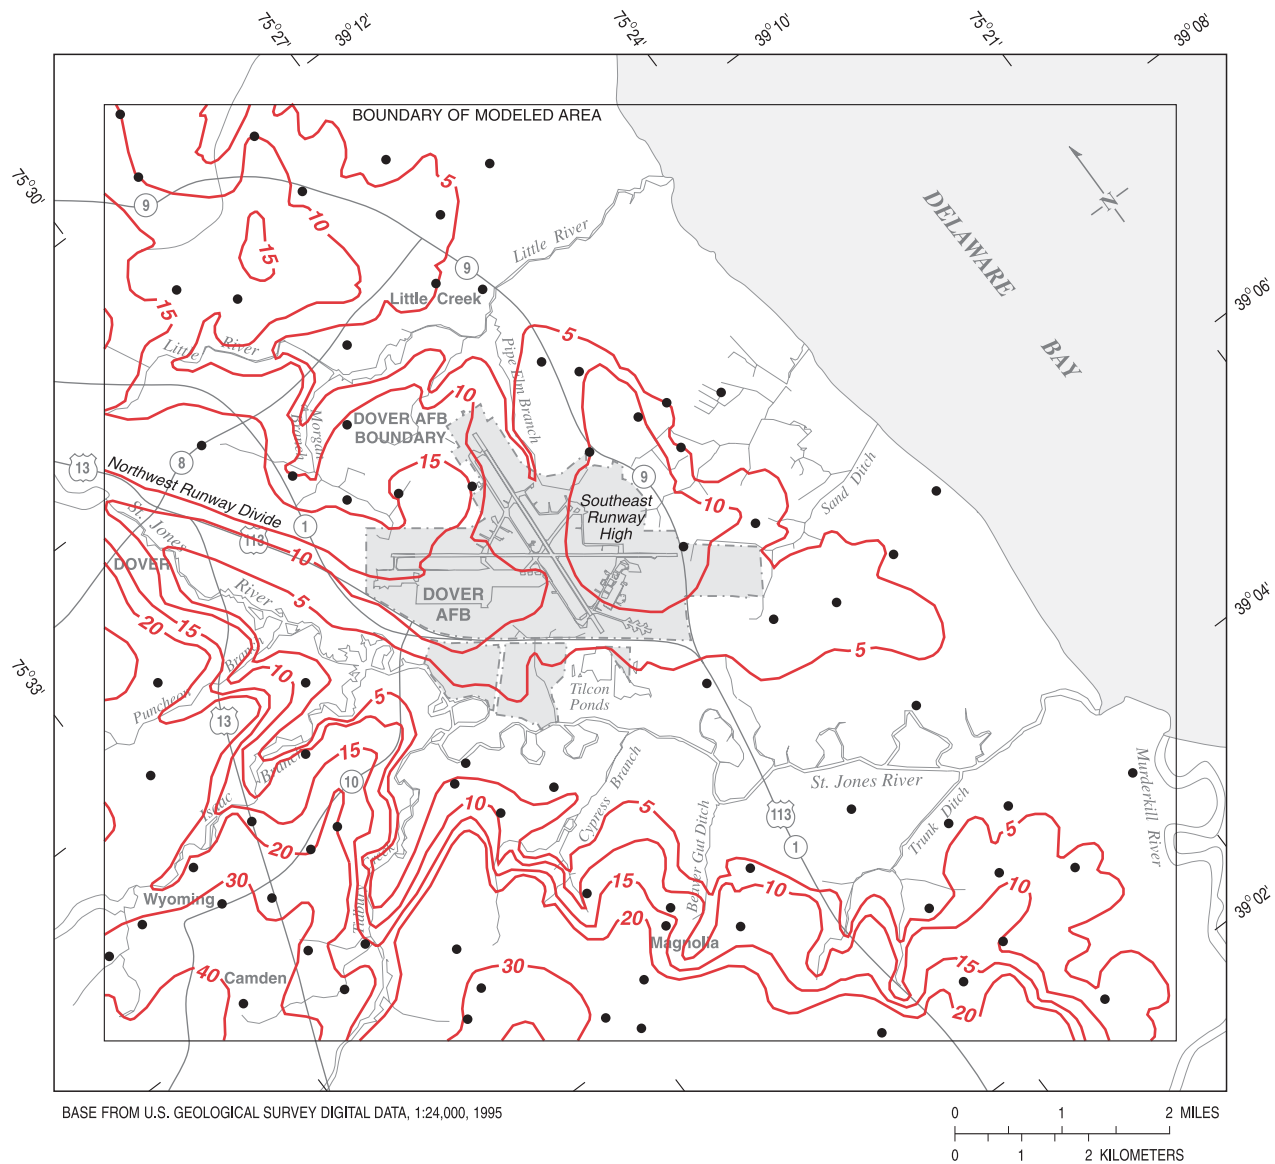 75°27'
39°12'
75°24'
39°10'
75°21'
39°08'
BOUNDARY OF MODELED AREA
75°30'
9
5
10
N
DELAWARE
BAY
Little River
15
9
Little Creek
39°06'
15
5
Little River
Pipe Elm Branch
10
DOVER AFB
BOUNDARY
Morgan
Branch
15
13
8
Northwest Runway Divide
9
Sand Ditch
Southeast
Runway
High
10
St. Jones
1
113
10
DOVER
River
5
DOVER
AFB
39°04'
20
15
5
Branch
10
75°33'
Puncheon
5
Tilcon
Ponds
13
15
Branch
10
St. Jones River
Murderkill River
Isaac
10
5
Cypress Branch
Beaver Gut Ditch
113
1
Trunk Ditch
5
20
Creek
30
15
10
10
Wyoming
Tidbury
20
Magnolia
39°02'
40
Camden
30
15
20
BASE FROM U.S. GEOLOGICAL SURVEY DIGITAL DATA, 1:24,000, 1995
0 1 2 MILES
0 1 2 KILOMETERS